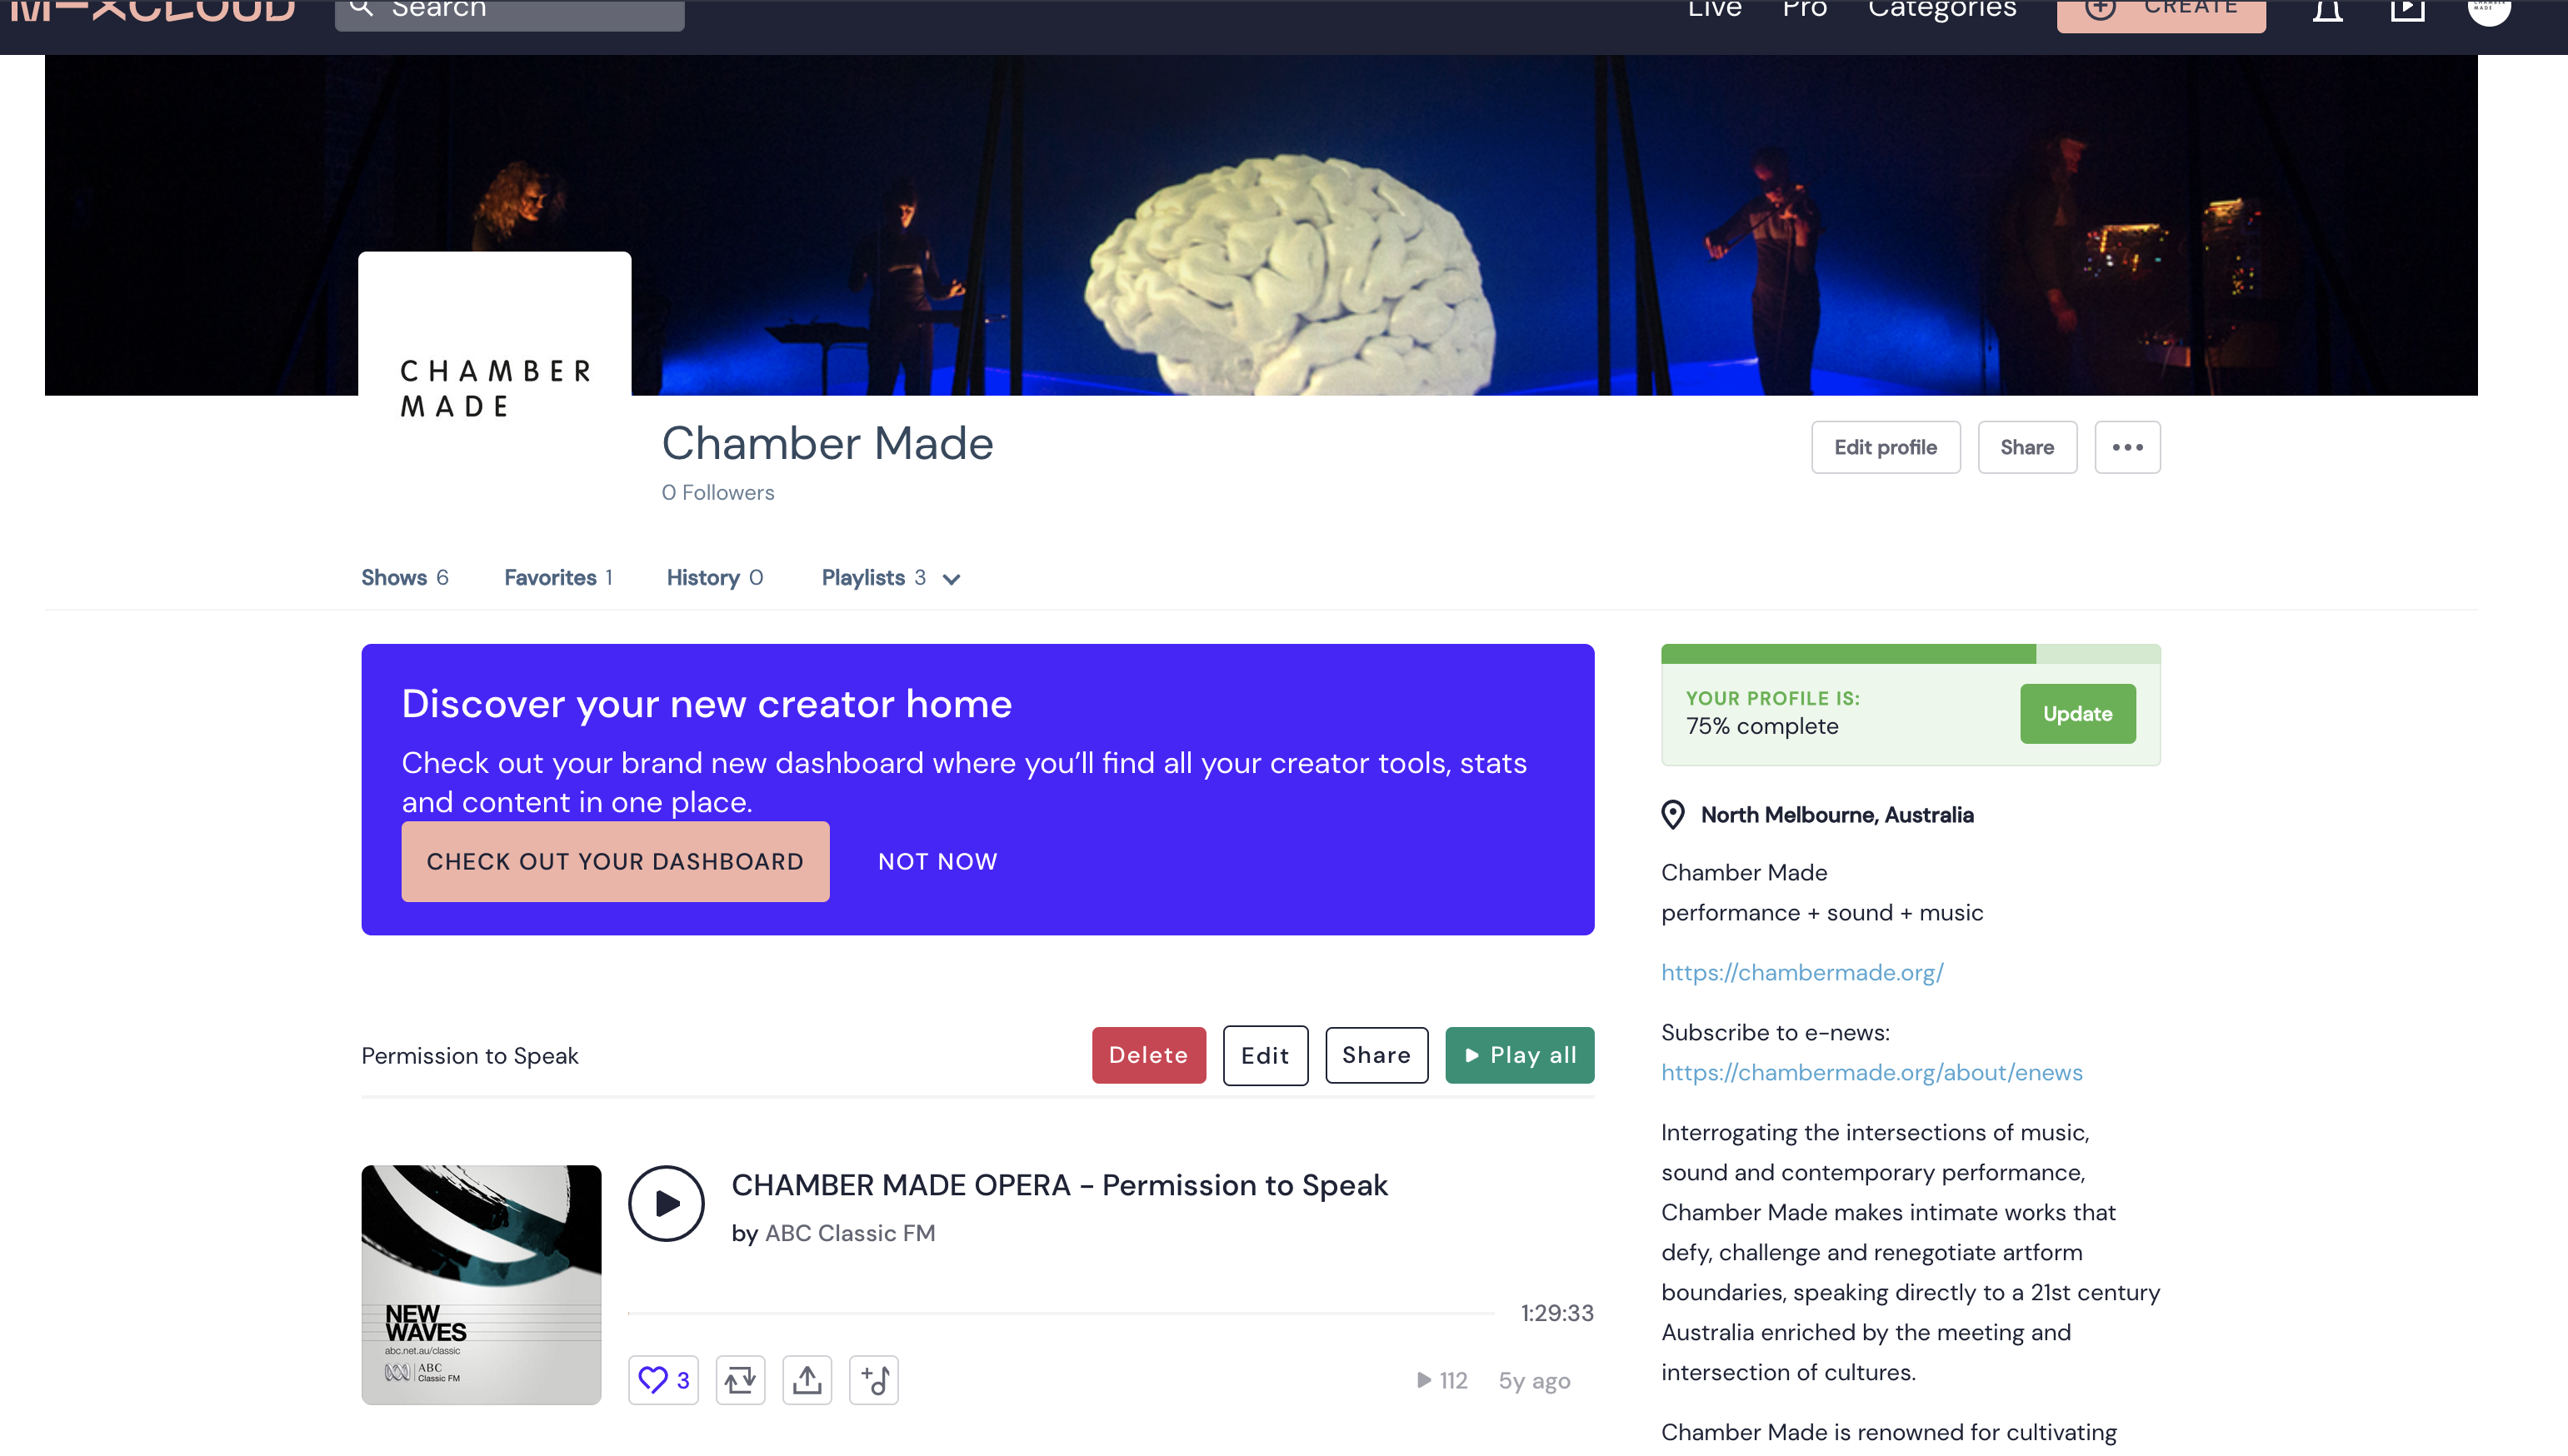 MIXCLOUD
Search
Live
Pro
Categories
CREATE
CHAMBER
MADE
CHAMBER
MADE
Chamber Made
0 Followers
Edit profile
Share
Shows 6
Favorites 1
History 0
Playlists 3
Discover your new creator home
Check out your brand new dashboard where you’ll find all your creator tools, stats
and content in one place.
CHECK OUT YOUR DASHBOARD
NOT NOW
YOUR PROFILE IS:
75% complete
Update
North Melbourne, Australia
Chamber Made
performance + sound + music
https://chambermade.org/
Subscribe to e-news:
https://chambermade.org/about/enews
Interrogating the intersections of music,
sound and contemporary performance,
Chamber Made makes intimate works that
defy, challenge and renegotiate artform
boundaries, speaking directly to a 21st century
Australia enriched by the meeting and
intersection of cultures.
Chamber Made is renowned for cultivating
Permission to Speak
Delete
Edit
Share
Play all
NEW
WAVES
abc.net.au/classic
ABC
Classic FM
CHAMBER MADE OPERA - Permission to Speak
by ABC Classic FM
1:29:33
3
112
5y ago